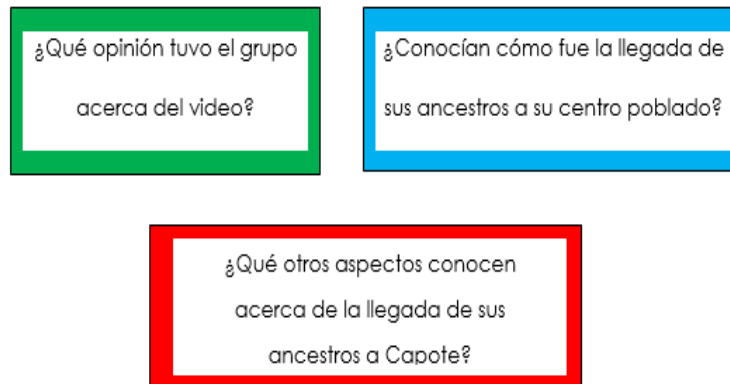 ¿Qué opinión tuvo el grupo
acerca del video?
¿Conocían cómo fue la llegada de
sus ancestros a su centro poblado?
¿Qué otros aspectos conocen
acerca de la llegada de sus
ancestros a Capote?